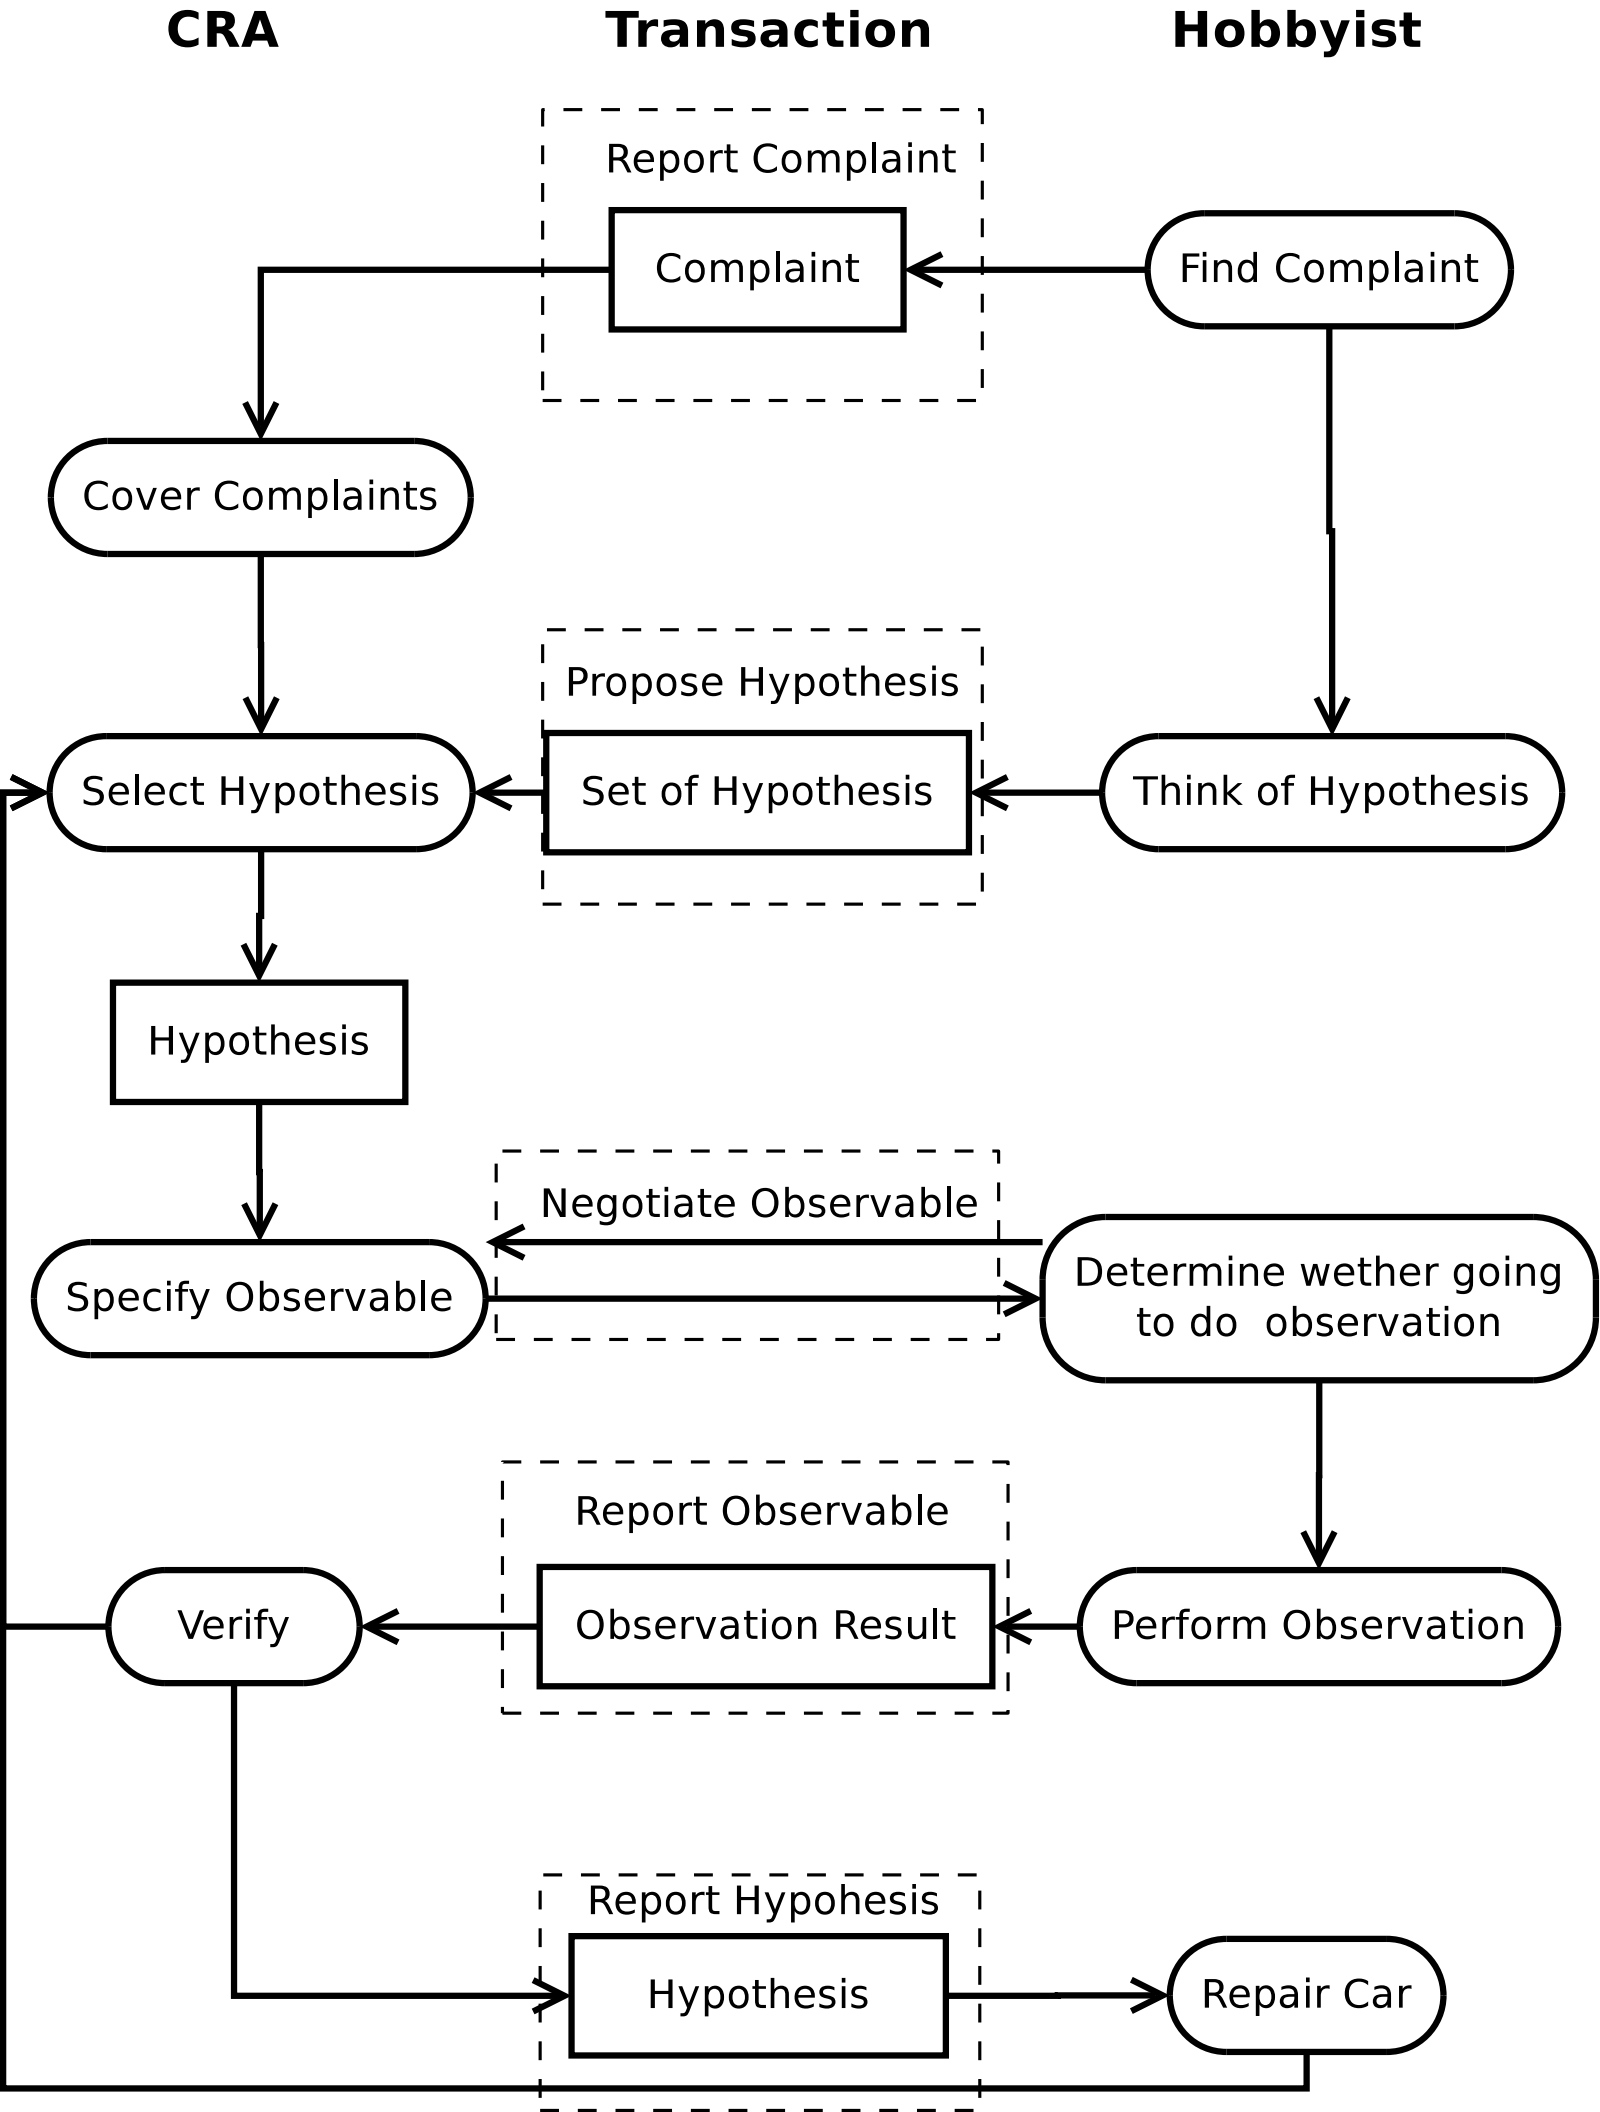 CRA
Transaction
Hobbyist
Report Complaint
Complaint
Find Complaint
Cover Complaints
Propose Hypothesis
Select Hypothesis
Set of Hypothesis
Think of Hypothesis
Hypothesis
Negotiate Observable
Specify Observable
Determine wether going
to do observation
Report Observable
Verify
Observation Result
Perform Observation
Report Hypohesis
Hypothesis
Repair Car